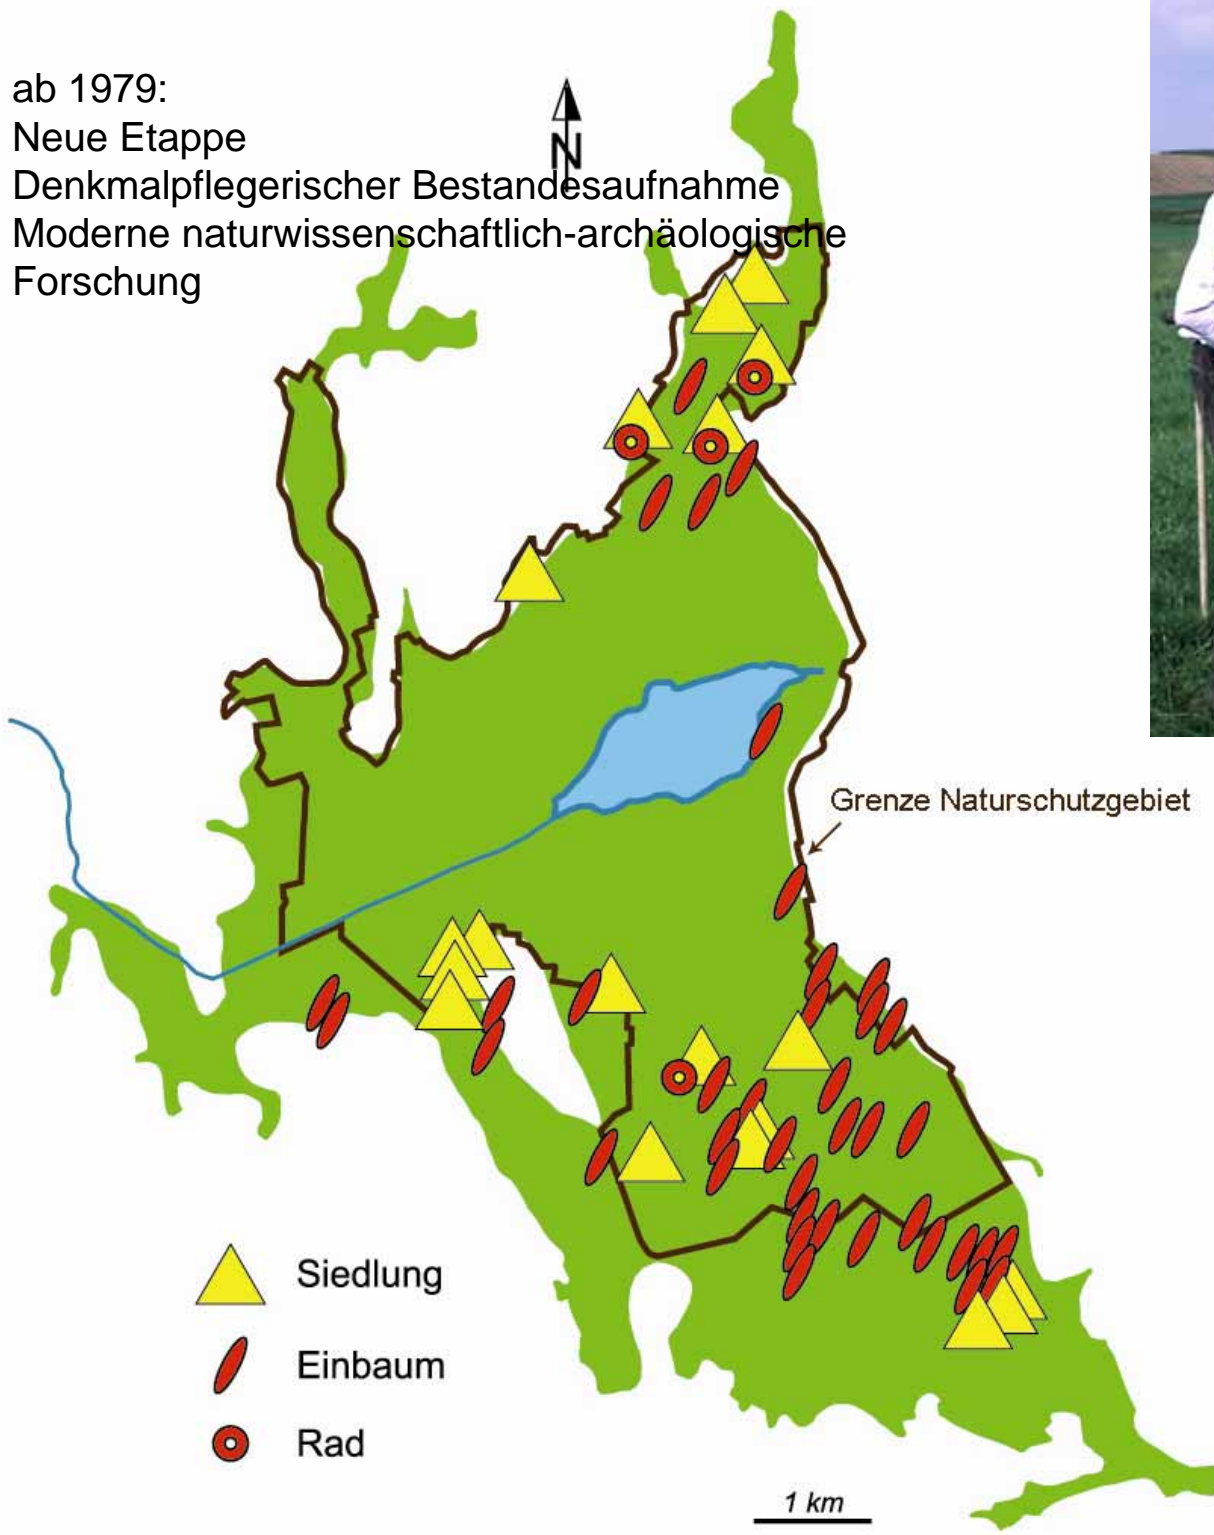 ab 1979:
Neue Etappe
Denkmalpflegerischer Bestandesaufnahme
Moderne naturwissenschaftlich-archäologische
Forschung
N
Grenze Naturschutzgebiet
Siedlung
Einbaum
Rad
1 km